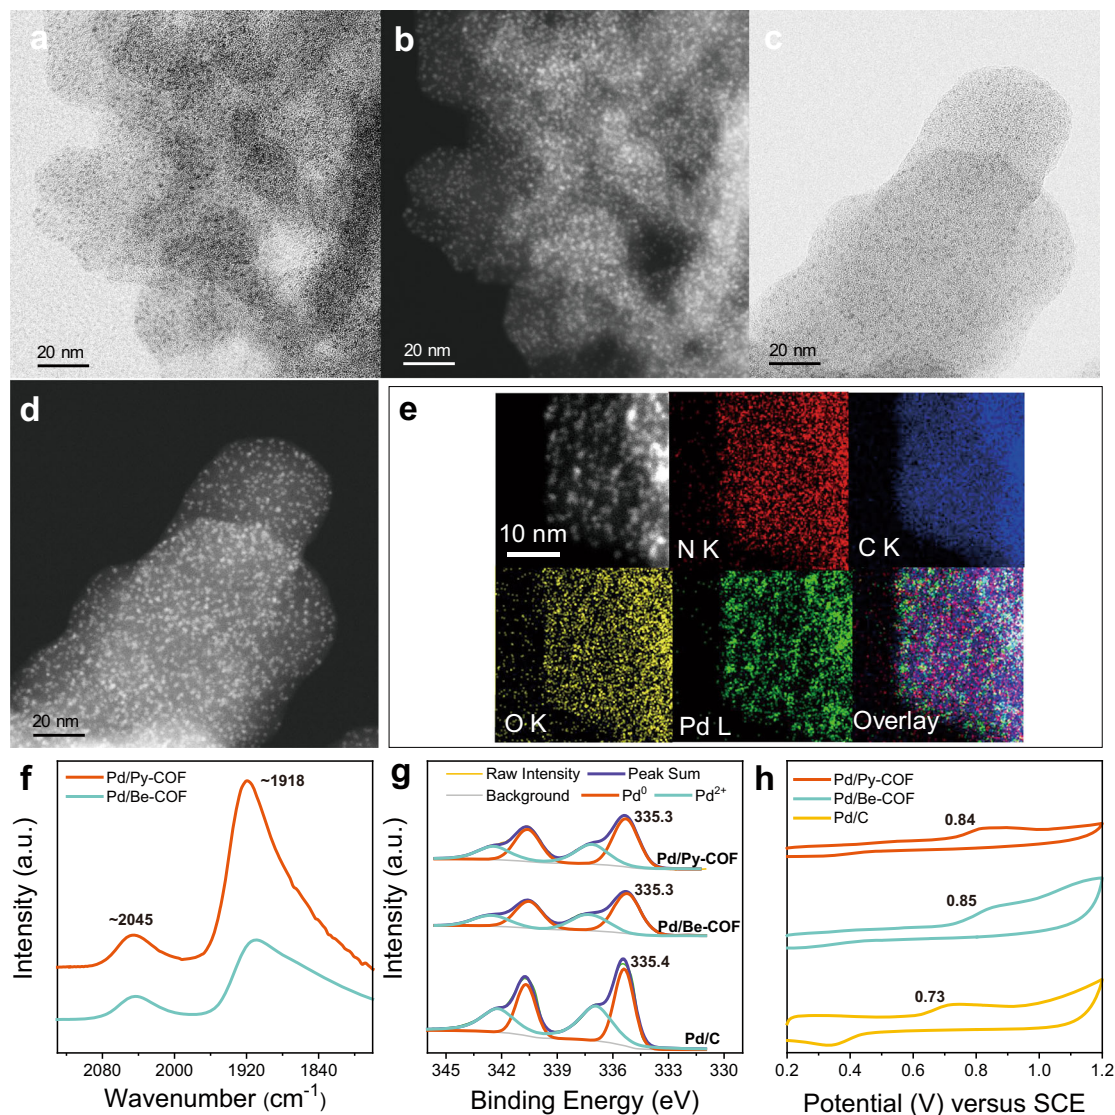 a
b
c
20 nm
20 nm
20 nm
d
20 nm
e
10 nm
N K
C K
O K
Pd L
Overlay
f
Pd/Py-COF
Pd/Be-COF
~1918
~2045
Intensity (a.u.)
2080 2000 1920 1840
Wavenumber (cm⁻¹)
g
Raw Intensity Peak Sum
Background Pd⁰ Pd²⁺
335.3
Pd/Py-COF
335.3
Pd/Be-COF
335.4
Pd/C
Intensity (a.u.)
345 342 339 336 333 330
Binding Energy (eV)
h
Pd/Py-COF
Pd/Be-COF
Pd/C
0.84
0.85
0.73
Intensity (a.u.)
0.2 0.4 0.6 0.8 1.0 1.2
Potential (V) versus SCE